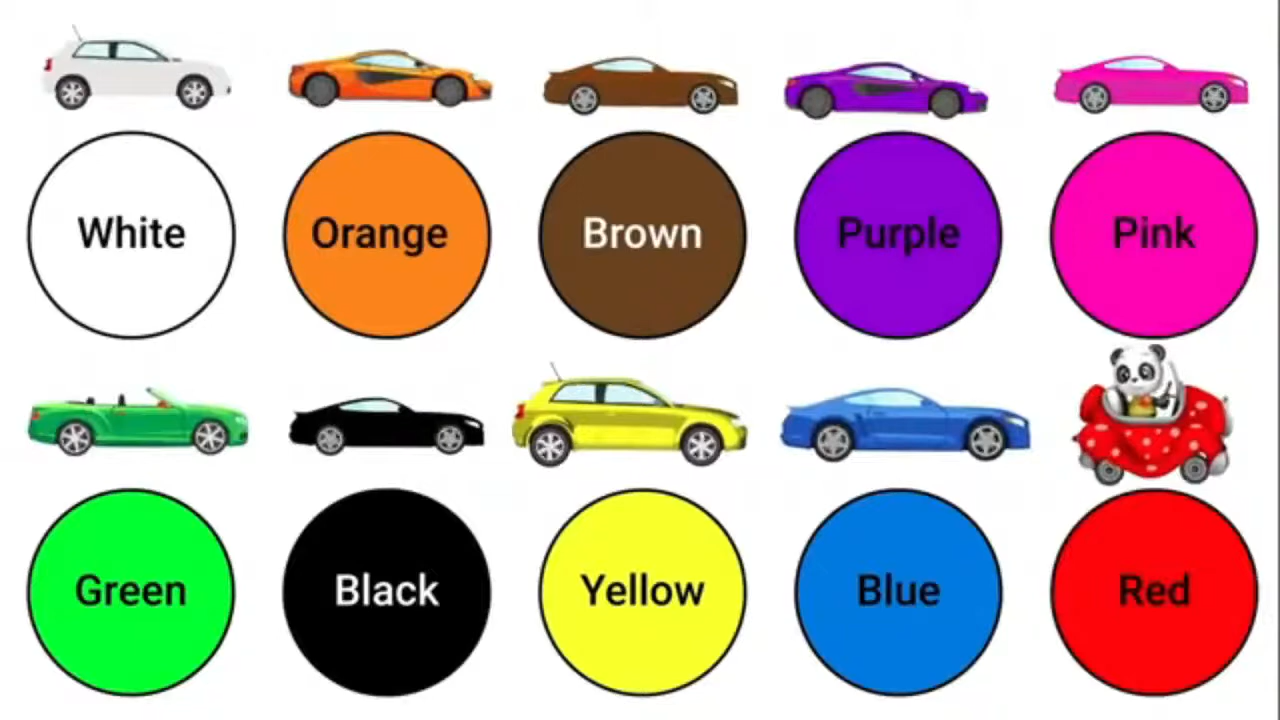 White
Orange
Brown
Purple
Pink
Green
Black
Yellow
Blue
Red